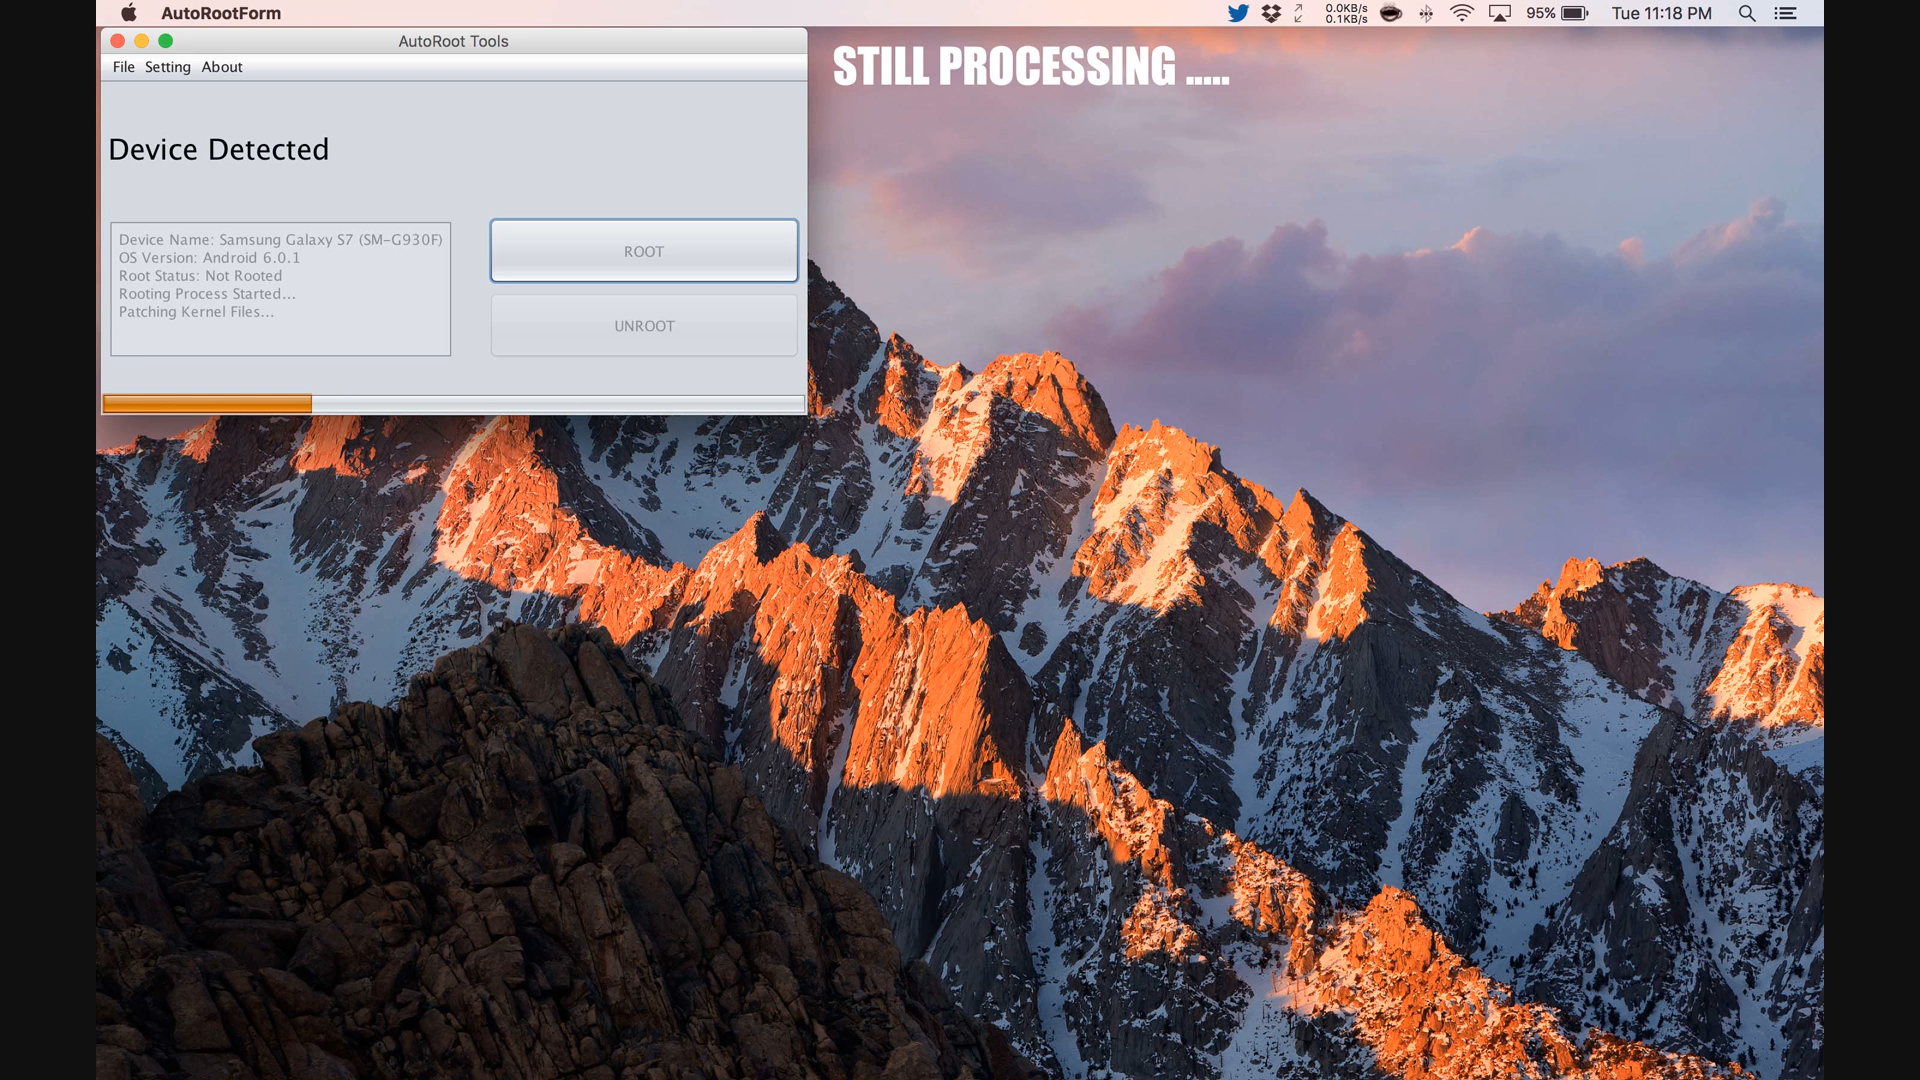 AutoRootForm
0.0KB/s
0.1KB/s
95%
Tue 11:18 PM
AutoRoot Tools
File Setting About
STILL PROCESSING .....
Device Detected
Device Name: Samsung Galaxy S7 (SM-G930F)
OS Version: Android 6.0.1
Root Status: Not Rooted
Rooting Process Started...
Patching Kernel Files...
ROOT
UNROOT